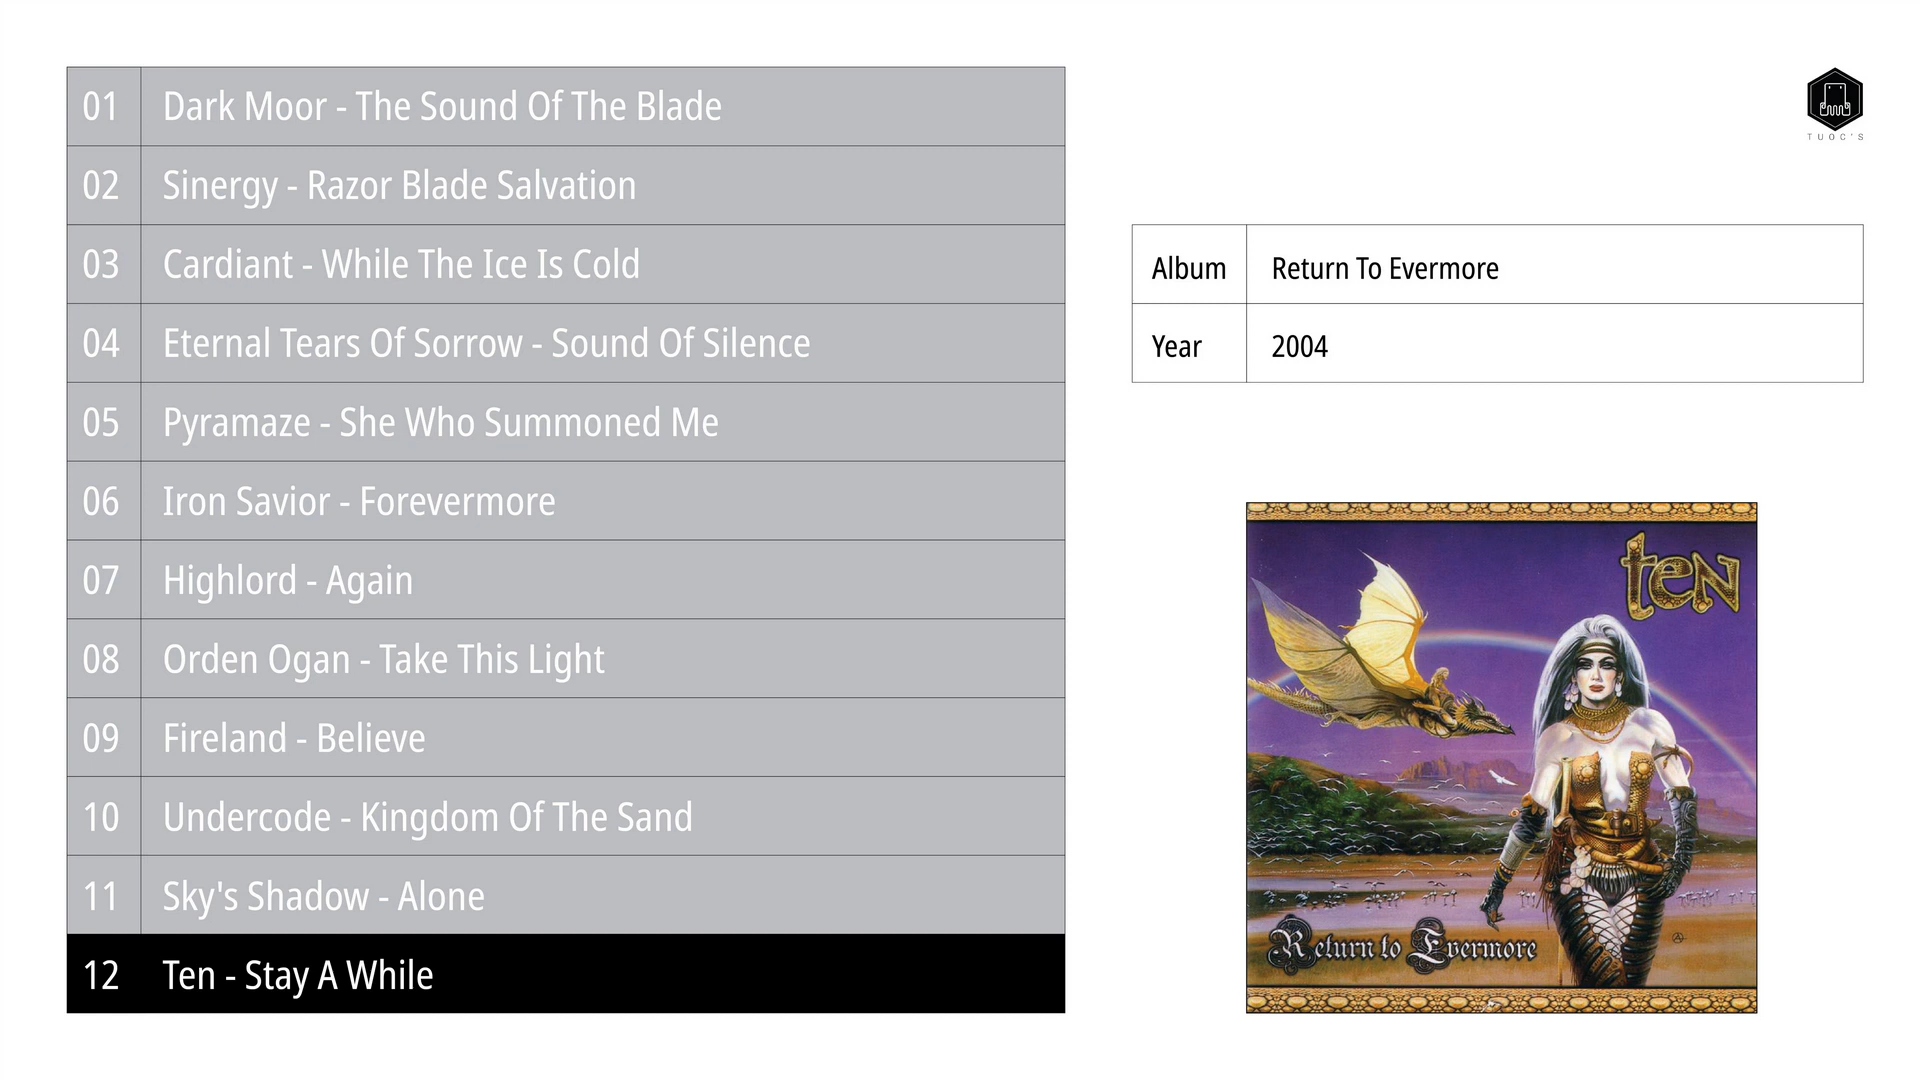 01 Dark Moor - The Sound Of The Blade
02 Sinergy - Razor Blade Salvation
03 Cardiant - While The Ice Is Cold
04 Eternal Tears Of Sorrow - Sound Of Silence
05 Pyramaze - She Who Summoned Me
06 Iron Savior - Forevermore
07 Highlord - Again
08 Orden Ogan - Take This Light
09 Fireland - Believe
10 Undercode - Kingdom Of The Sand
11 Sky's Shadow - Alone
12 Ten - Stay A While
TUOC'S
Album Return To Evermore
Year 2004
ten
Return to Evermore